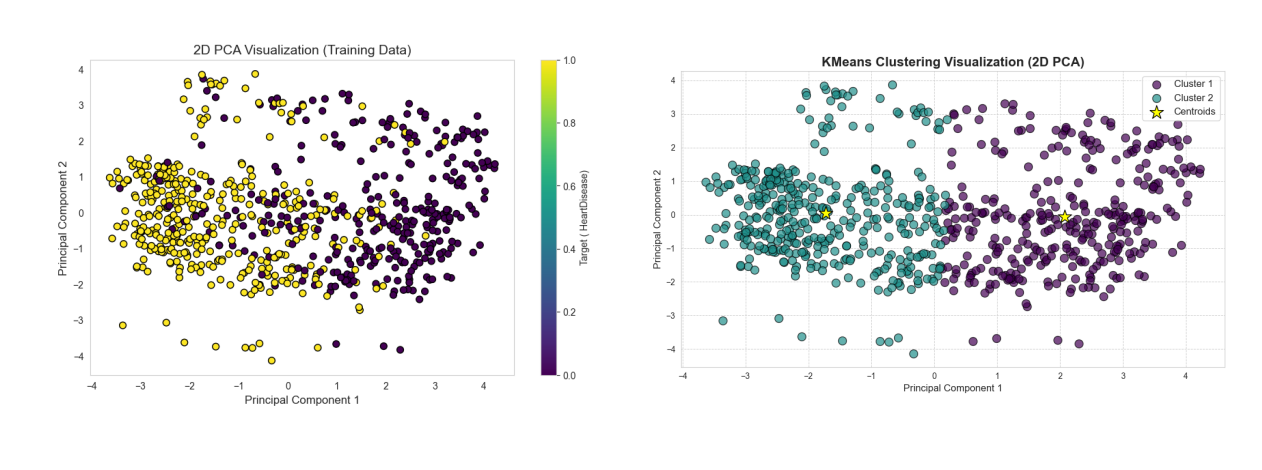 2D PCA Visualization (Training Data)
Principal Component 2
4
3
2
1
0
−1
−2
−3
−4
−4 −3 −2 −1 0 1 2 3 4
Principal Component 1
1.0
0.8
0.6
0.4
0.2
0.0
Target ( HeartDisease)
KMeans Clustering Visualization (2D PCA)
Cluster 1
Cluster 2
Centroids
Principal Component 2
4
3
2
1
0
−1
−2
−3
−4
−4 −3 −2 −1 0 1 2 3 4
Principal Component 1